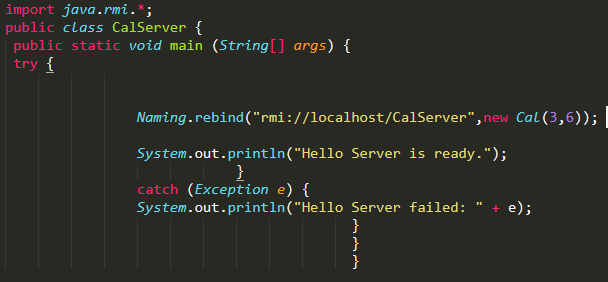 import java.rmi.*;
public class CalServer {
public static void main (String[] args) {
try {
Naming.rebind("rmi://localhost/CalServer",new Cal(3,6));
System.out.println("Hello Server is ready.");
}
catch (Exception e) {
System.out.println("Hello Server failed: " + e);
}
}
}